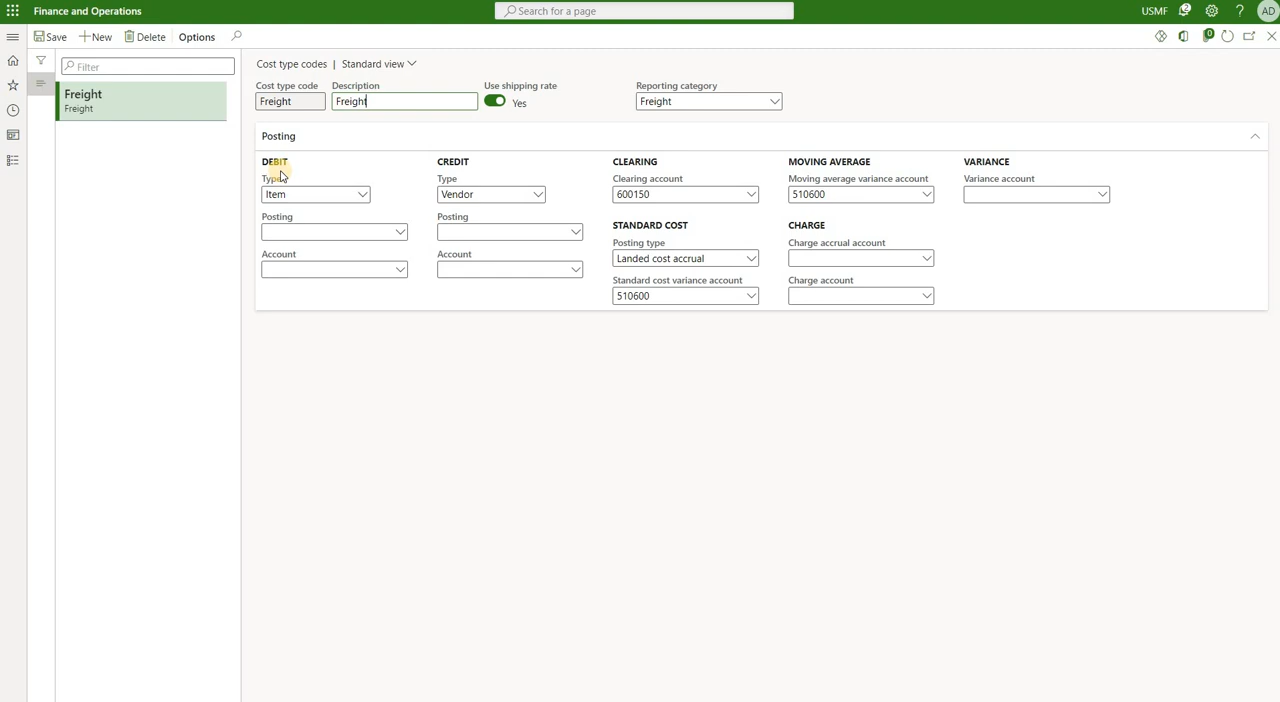 Finance and Operations
Search for a page
USMF
2
?
AD
Save
New
Delete
Options
0
Filter
Freight
Freight
Cost type codes | Standard view
Cost type code
Description
Use shipping rate
Reporting category
Freight
Freight
Yes
Freight
Posting
DEBIT
CREDIT
CLEARING
MOVING AVERAGE
VARIANCE
Type
Type
Clearing account
Moving average variance account
Variance account
Item
Vendor
600150
510600
Posting
Posting
STANDARD COST
CHARGE
Posting type
Charge accrual account
Account
Account
Landed cost accrual
Standard cost variance account
Charge account
510600